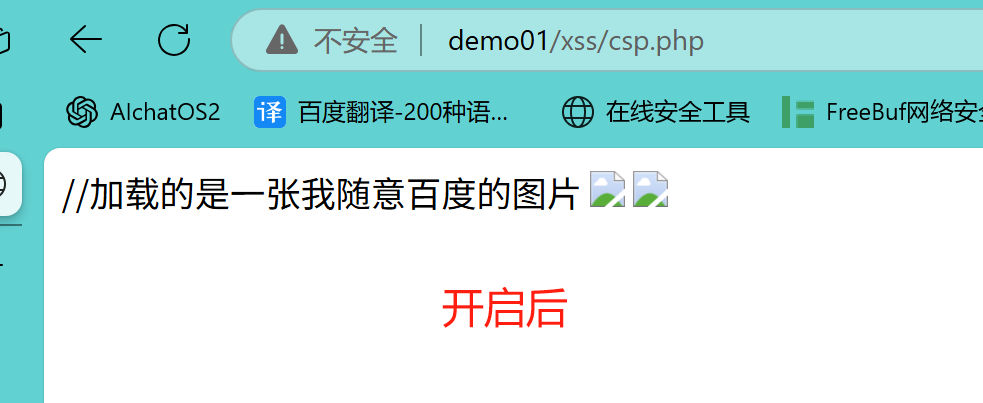 不安全 demo01/xss/csp.php
AIchatOS2 译 百度翻译-200种语... 在线安全工具 FreeBuf网络安全
//加载的是一张我随意百度的图片
开启后